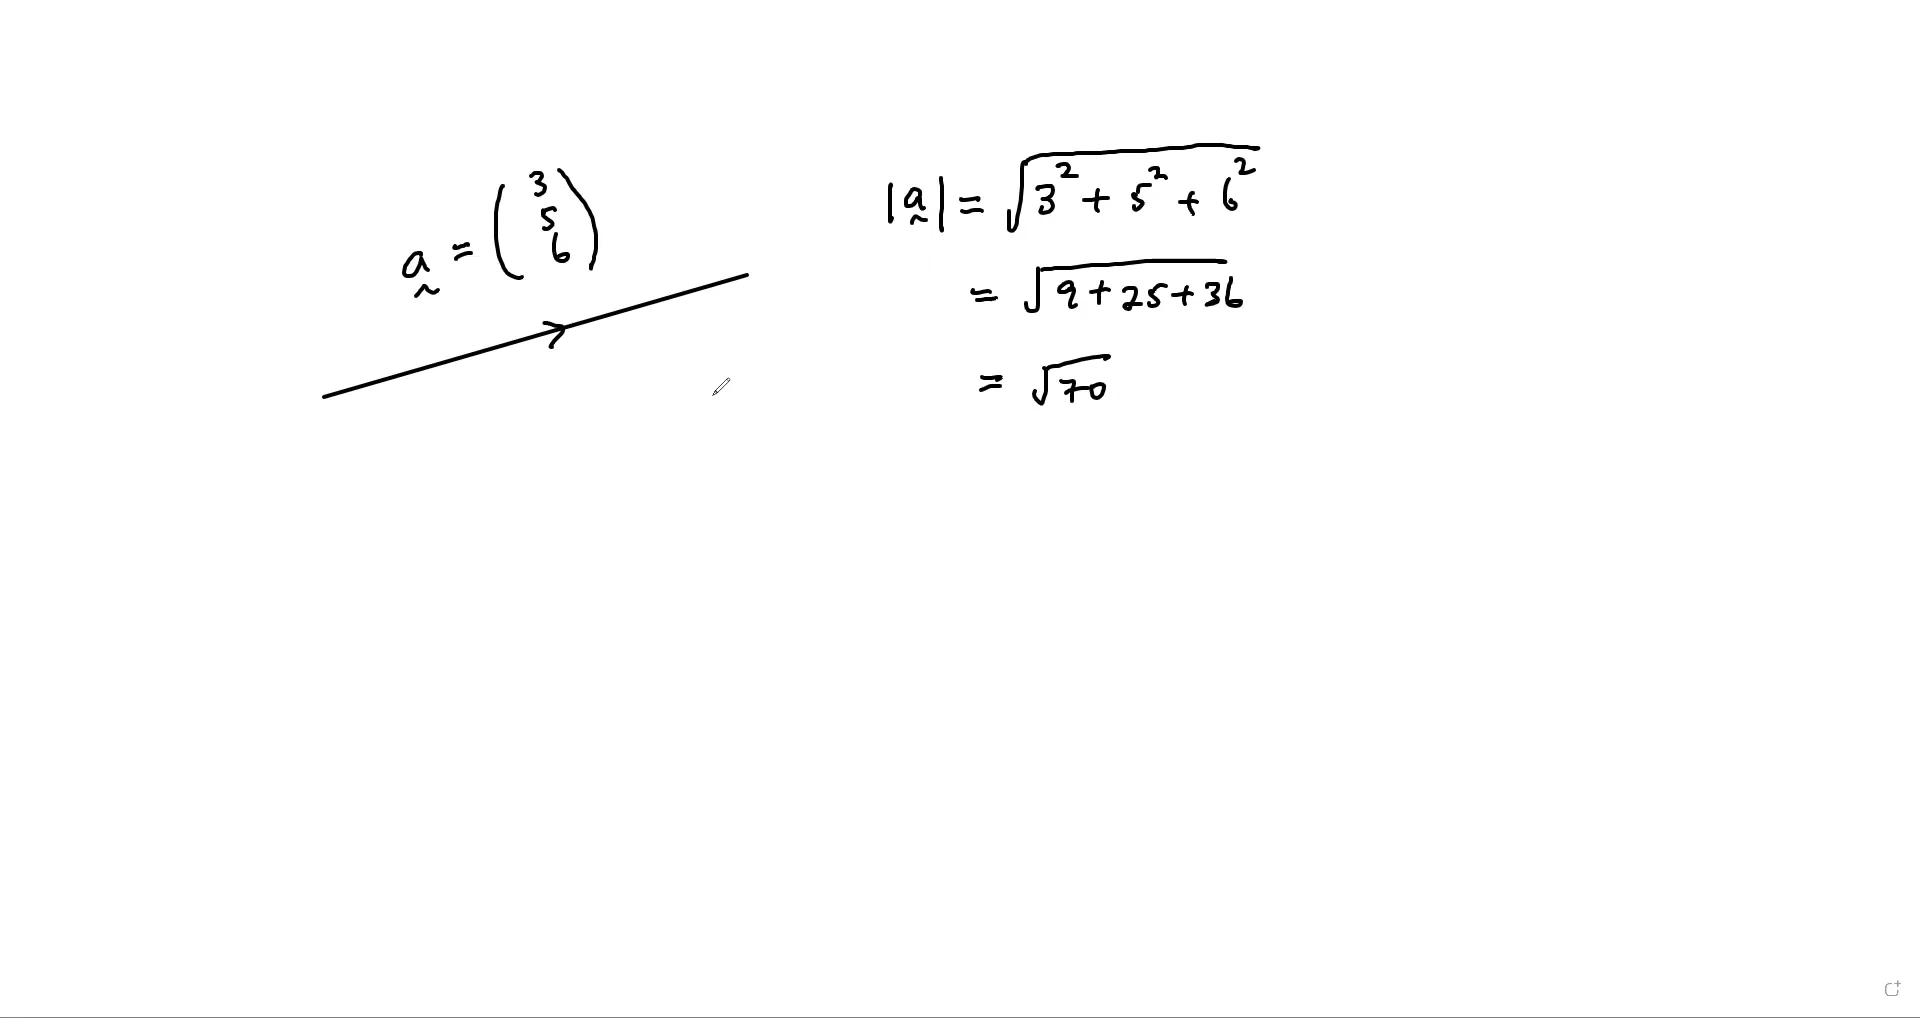 a̰ = (3
5
6)
|a̰| = √(3² + 5² + 6²)
= √(9 + 25 + 36)
= √70